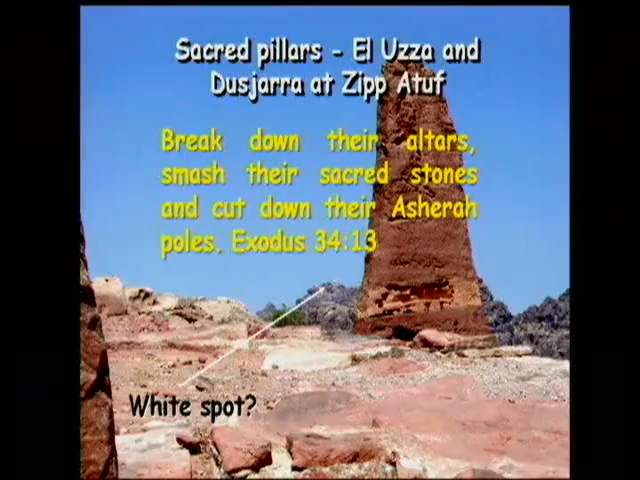 Sacred pillars - El Uzza and
Dusjarra at Zipp Atuf
Break down their altars,
smash their sacred stones
and cut down their Asherah
poles. Exodus 34:13
White spot?